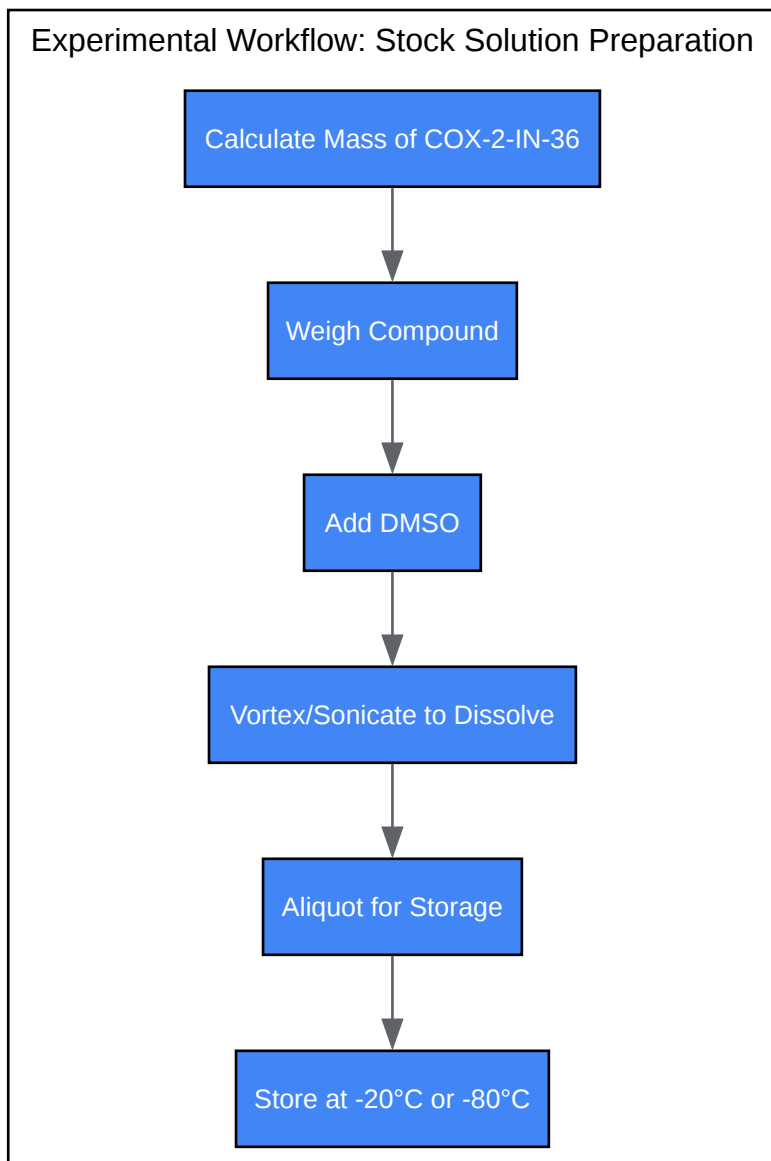 Experimental Workflow: Stock Solution Preparation
Calculate Mass of COX-2-IN-36
Weigh Compound
Add DMSO
Vortex/Sonicate to Dissolve
Aliquot for Storage
Store at -20°C or -80°C